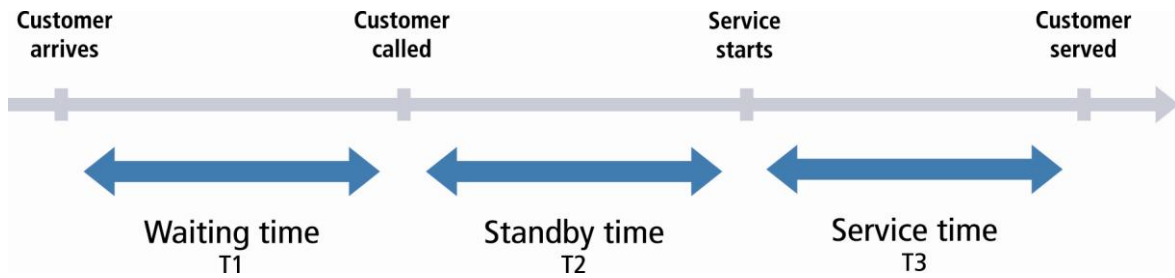 Customer arrives
Customer called
Service starts
Customer served
Waiting time
T1
Standby time
T2
Service time
T3